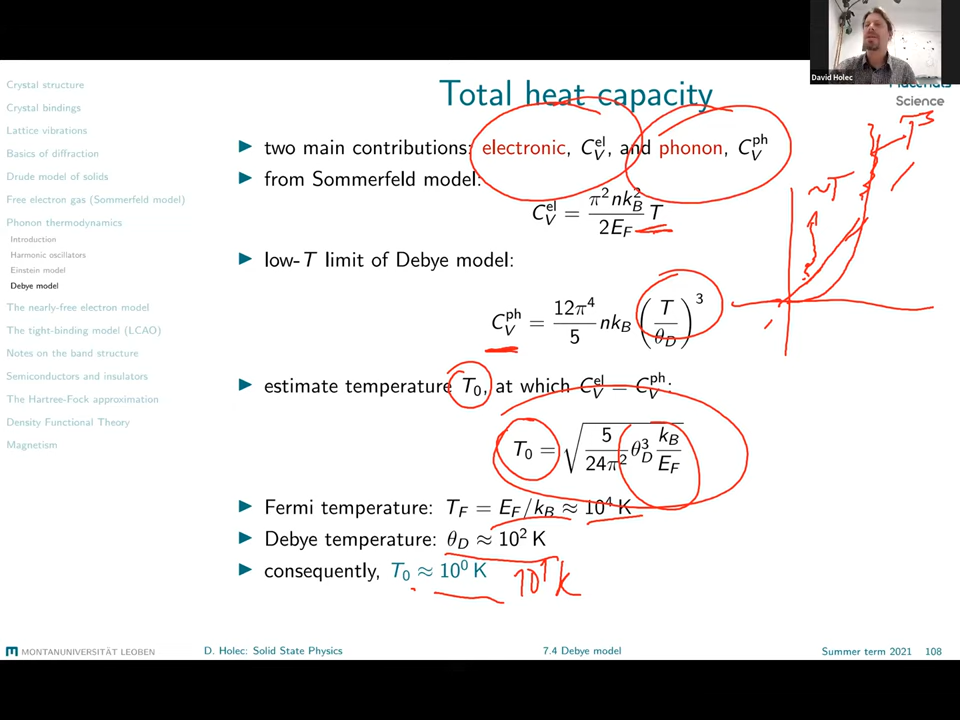 David Holec
Materials
Science
Total heat capacity
Crystal structure
Crystal bindings
Lattice vibrations
Basics of diffraction
Drude model of solids
Free electron gas (Sommerfeld model)
Phonon thermodynamics
Introduction
Harmonic oscillators
Einstein model
Debye model
The nearly-free electron model
The tight-binding model (LCAO)
Notes on the band structure
Semiconductors and insulators
The Hartree-Fock approximation
Density Functional Theory
Magnetism
▶ two main contributions: electronic, C_V^el, and phonon, C_V^ph
▶ from Sommerfeld model:
C_V^el = π²nk_B² / 2E_F T
▶ low-T limit of Debye model:
C_V^ph = 12π⁴ / 5 nk_B (T / θ_D)³
▶ estimate temperature T₀, at which C_V^el = C_V^ph:
T₀ = √(5 / 24π² θ_D³ k_B / E_F)
▶ Fermi temperature: T_F = E_F/k_B ≈ 10⁴ K
▶ Debye temperature: θ_D ≈ 10² K
▶ consequently, T₀ ≈ 10⁰ K 10¹ K
~T
T³
MONTANUNIVERSITÄT LEOBEN
D. Holec: Solid State Physics
7.4 Debye model
Summer term 2021 108